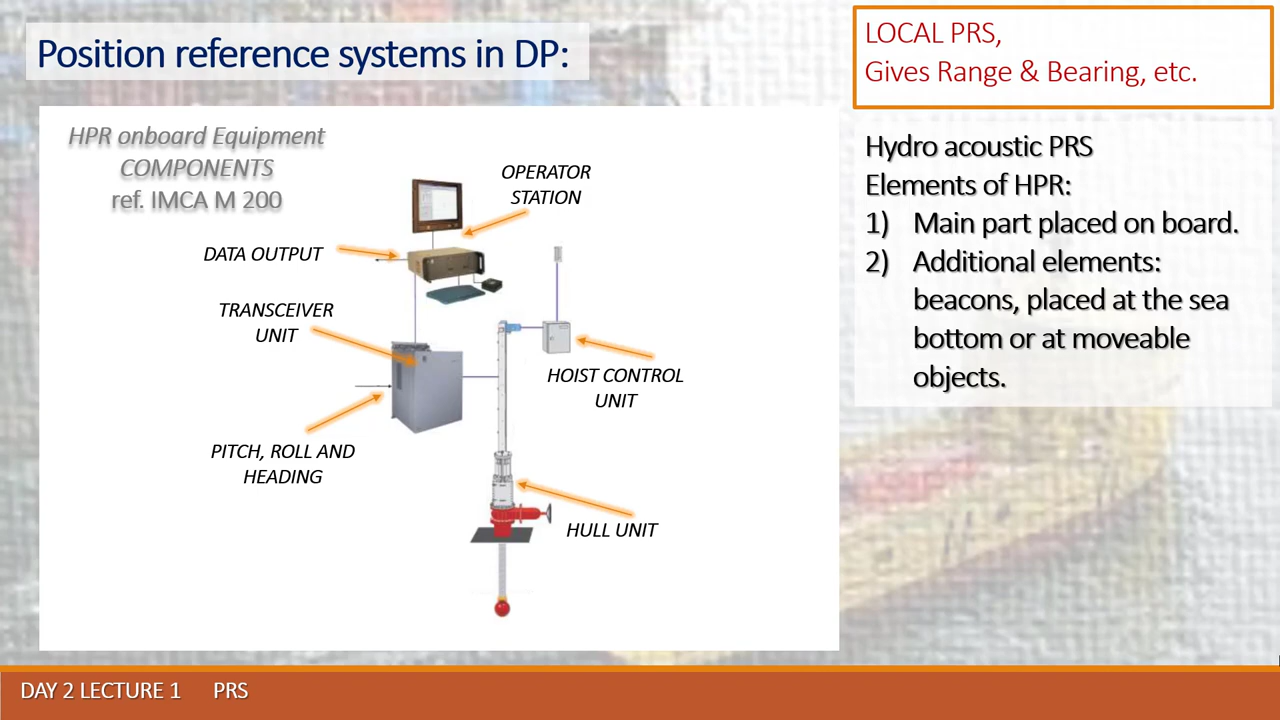 Position reference systems in DP:
LOCAL PRS,
Gives Range & Bearing, etc.
HPR onboard Equipment
COMPONENTS
ref. IMCA M 200
OPERATOR
STATION
DATA OUTPUT
TRANSCEIVER
UNIT
HOIST CONTROL
UNIT
PITCH, ROLL AND
HEADING
HULL UNIT
Hydro acoustic PRS
Elements of HPR:
1) Main part placed on board.
2) Additional elements:
beacons, placed at the sea
bottom or at moveable
objects.
DAY 2 LECTURE 1 PRS